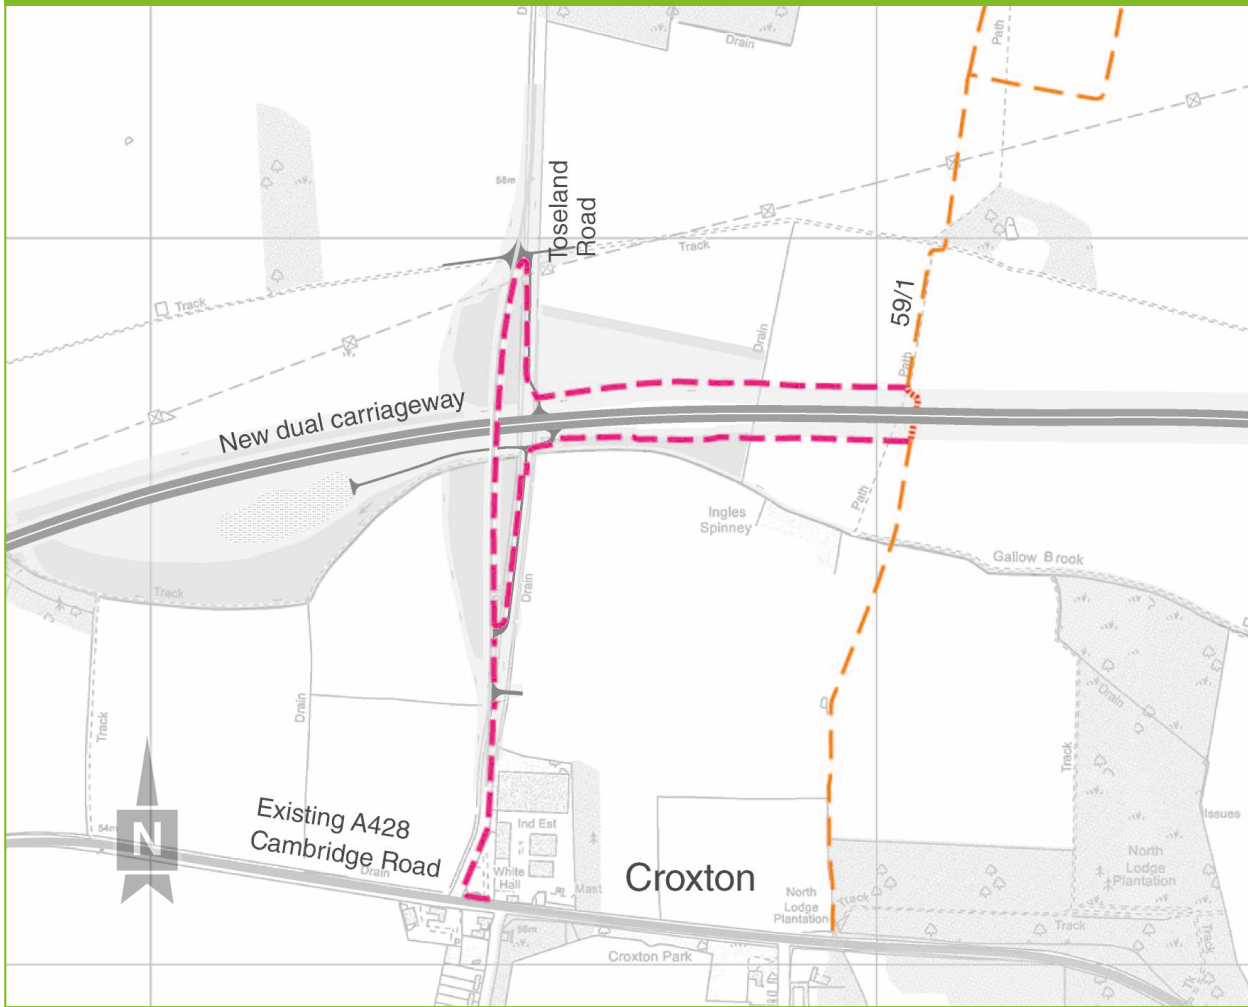 D
Drain
Path
58m
Toseland
Road
Track
Track
59/1
Drain
Path
New dual carriageway
Path
Ingles
Spinney
Gallow Brook
Track
Drain
D
Drain
Track
Drain
Track
Existing A428
Cambridge Road
54m
N
Drain
Ind Est
White
Hall
Mast
Croxton
Issues
North
Lodge
Plantation
North
Lodge
Plantation
Track
Track
Track
56m
Croxton Park